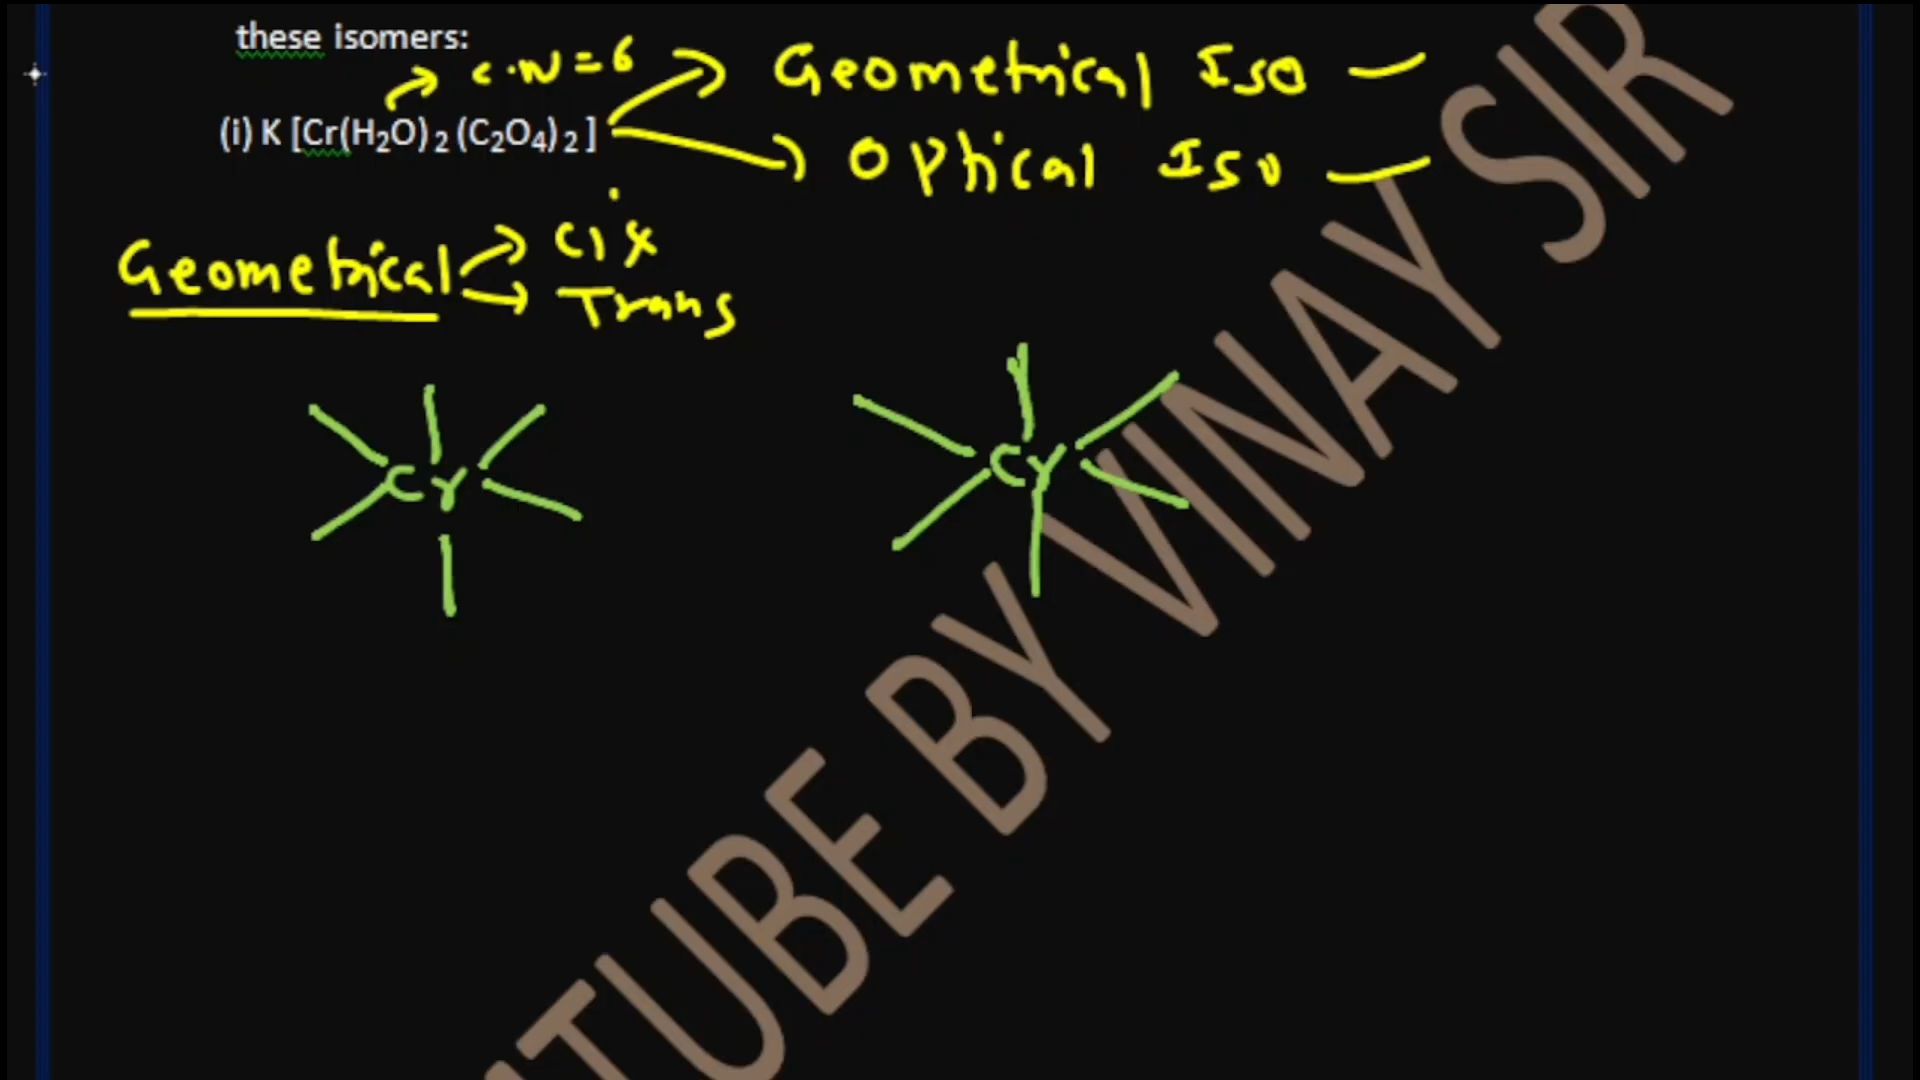 these isomers:
C.N = 6
Geometrical Iso
(i) K [Cr(H₂O)₂ (C₂O₄)₂]
Optical Iso
Geometrical
Cis
Trans
Cr
Cr
TUBE BY VINAY SIR